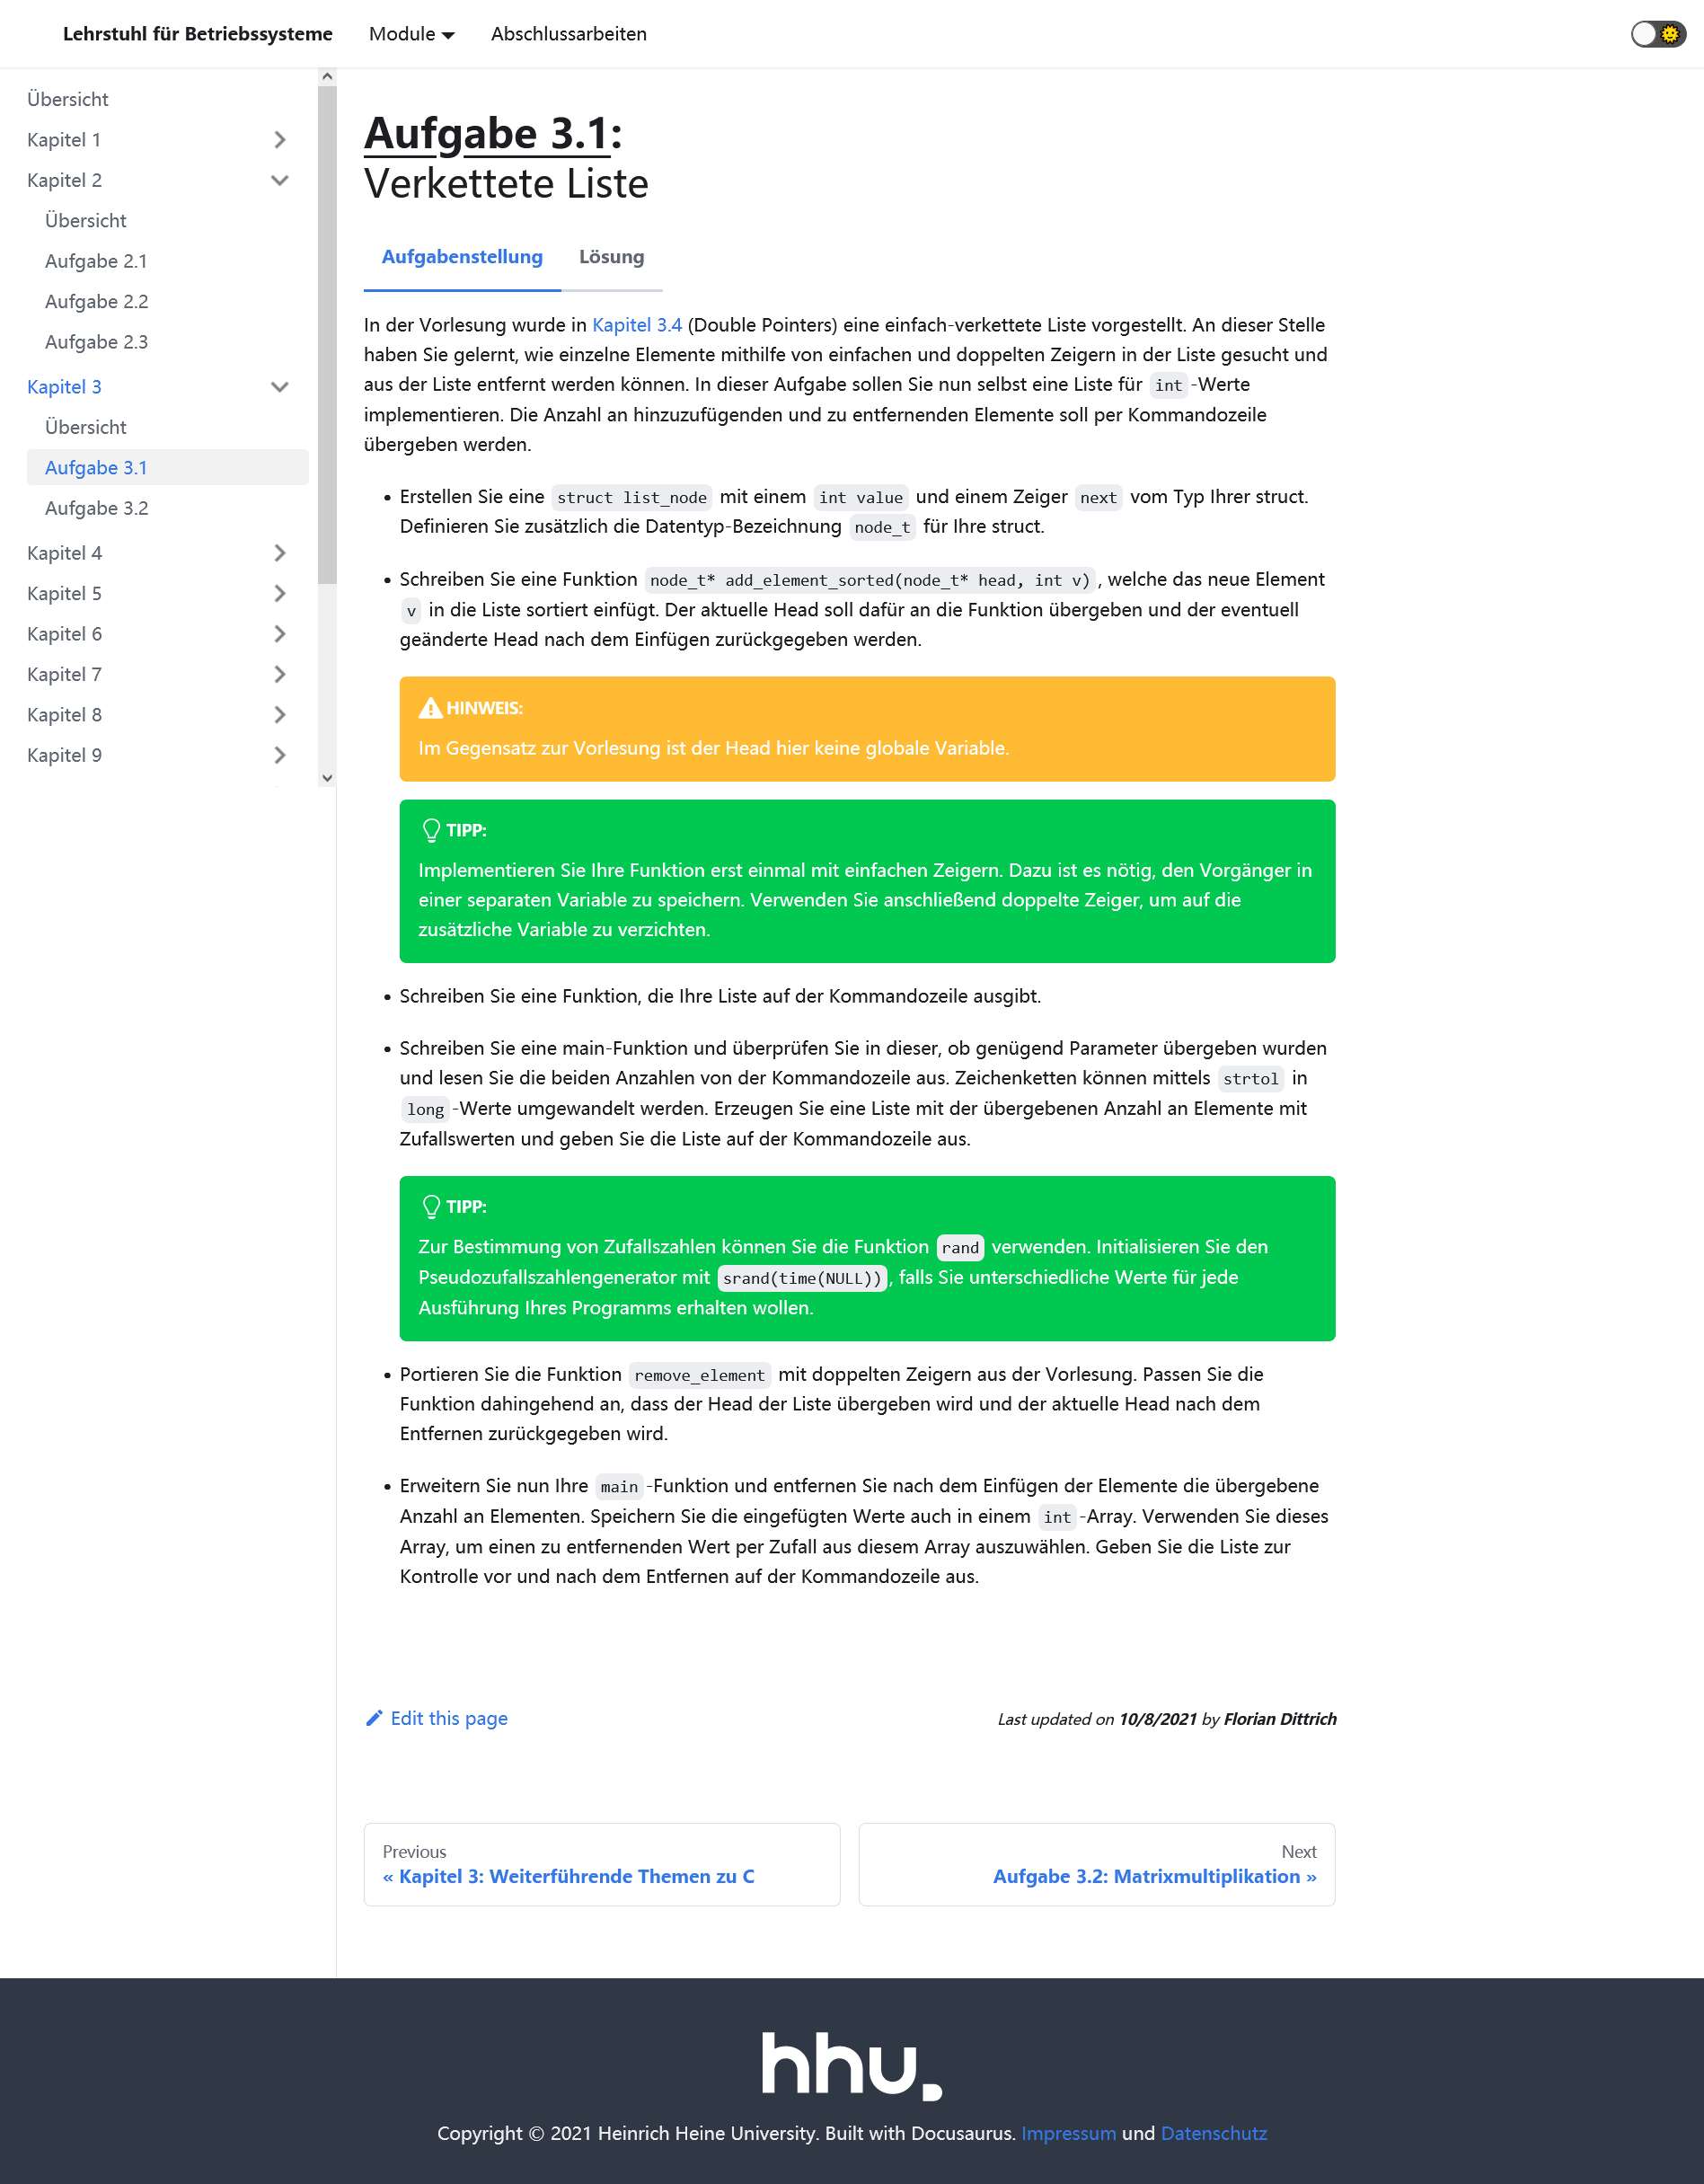 Lehrstuhl für Betriebssysteme
Module
Abschlussarbeiten
Übersicht
Kapitel 1
Kapitel 2
Übersicht
Aufgabe 2.1
Aufgabe 2.2
Aufgabe 2.3
Kapitel 3
Übersicht
Aufgabe 3.1
Aufgabe 3.2
Kapitel 4
Kapitel 5
Kapitel 6
Kapitel 7
Kapitel 8
Kapitel 9
Aufgabe 3.1:
Verkettete Liste
Aufgabenstellung
Lösung
In der Vorlesung wurde in Kapitel 3.4 (Double Pointers) eine einfach-verkettete Liste vorgestellt. An dieser Stelle
haben Sie gelernt, wie einzelne Elemente mithilfe von einfachen und doppelten Zeigern in der Liste gesucht und
aus der Liste entfernt werden können. In dieser Aufgabe sollen Sie nun selbst eine Liste für int-Werte
implementieren. Die Anzahl an hinzuzufügenden und zu entfernenden Elemente soll per Kommandozeile
übergeben werden.
• Erstellen Sie eine struct list_node mit einem int value und einem Zeiger next vom Typ Ihrer struct.
Definieren Sie zusätzlich die Datentyp-Bezeichnung node_t für Ihre struct.
• Schreiben Sie eine Funktion node_t* add_element_sorted(node_t* head, int v), welche das neue Element
v in die Liste sortiert einfügt. Der aktuelle Head soll dafür an die Funktion übergeben und der eventuell
geänderte Head nach dem Einfügen zurückgegeben werden.
HINWEIS:
Im Gegensatz zur Vorlesung ist der Head hier keine globale Variable.
TIPP:
Implementieren Sie Ihre Funktion erst einmal mit einfachen Zeigern. Dazu ist es nötig, den Vorgänger in
einer separaten Variable zu speichern. Verwenden Sie anschließend doppelte Zeiger, um auf die
zusätzliche Variable zu verzichten.
• Schreiben Sie eine Funktion, die Ihre Liste auf der Kommandozeile ausgibt.
• Schreiben Sie eine main-Funktion und überprüfen Sie in dieser, ob genügend Parameter übergeben wurden
und lesen Sie die beiden Anzahlen von der Kommandozeile aus. Zeichenketten können mittels strtol in
long-Werte umgewandelt werden. Erzeugen Sie eine Liste mit der übergebenen Anzahl an Elemente mit
Zufallswerten und geben Sie die Liste auf der Kommandozeile aus.
TIPP:
Zur Bestimmung von Zufallszahlen können Sie die Funktion rand verwenden. Initialisieren Sie den
Pseudozufallszahlengenerator mit srand(time(NULL)), falls Sie unterschiedliche Werte für jede
Ausführung Ihres Programms erhalten wollen.
• Portieren Sie die Funktion remove_element mit doppelten Zeigern aus der Vorlesung. Passen Sie die
Funktion dahingehend an, dass der Head der Liste übergeben wird und der aktuelle Head nach dem
Entfernen zurückgegeben wird.
• Erweitern Sie nun Ihre main-Funktion und entfernen Sie nach dem Einfügen der Elemente die übergebene
Anzahl an Elementen. Speichern Sie die eingefügten Werte auch in einem int-Array. Verwenden Sie dieses
Array, um einen zu entfernenden Wert per Zufall aus diesem Array auszuwählen. Geben Sie die Liste zur
Kontrolle vor und nach dem Entfernen auf der Kommandozeile aus.
Edit this page
Last updated on 10/8/2021 by Florian Dittrich
Previous
« Kapitel 3: Weiterführende Themen zu C
Next
Aufgabe 3.2: Matrixmultiplikation »
hhu.
Copyright © 2021 Heinrich Heine University. Built with Docusaurus. Impressum und Datenschutz